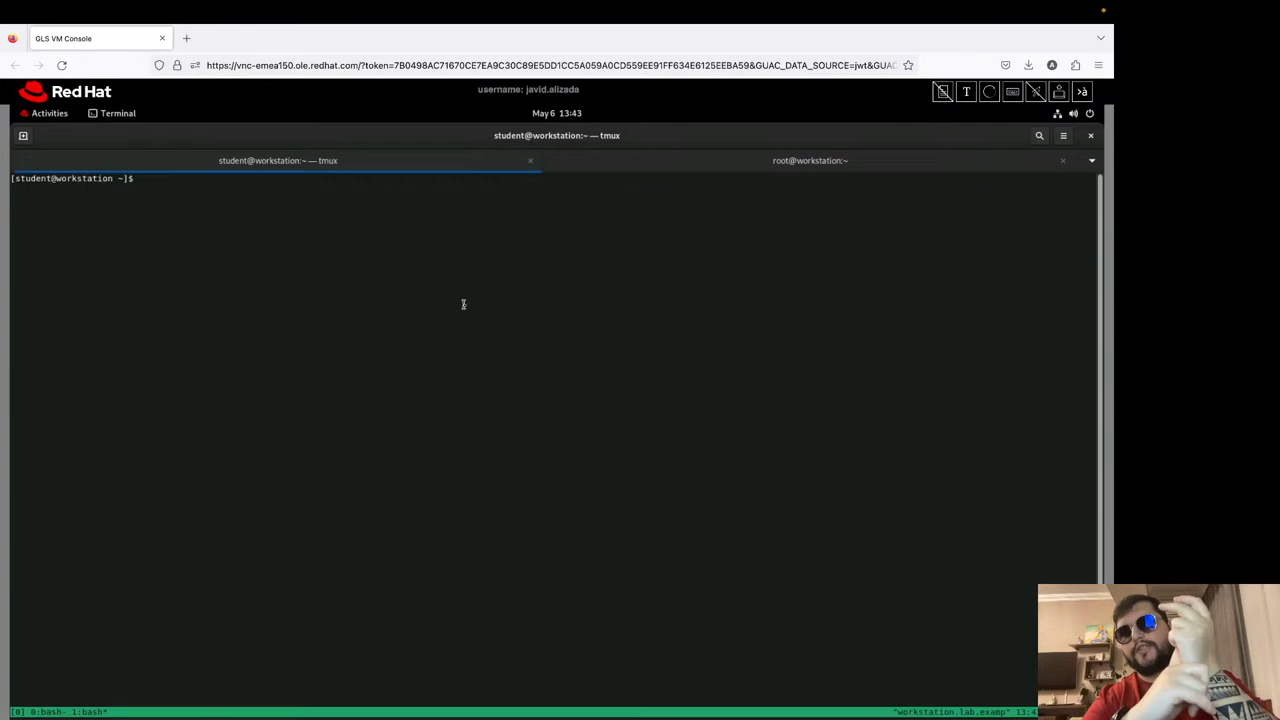 GLS VM Console
https://vnc-emea150.ole.redhat.com/?token=7B0498AC71670CE7EA9C30C89E5DD1CC5A059A0CD559EE91FF634E6125EEBA59&GUAC_DATA_SOURCE=jwt&GUAC
Red Hat
username: javid.alizada
Activities
Terminal
May 6 13:43
student@workstation:~ — tmux
student@workstation:~ — tmux
root@workstation:~
[student@workstation ~]$
[0] 0:bash- 1:bash*
"workstation.lab.examp" 13:4